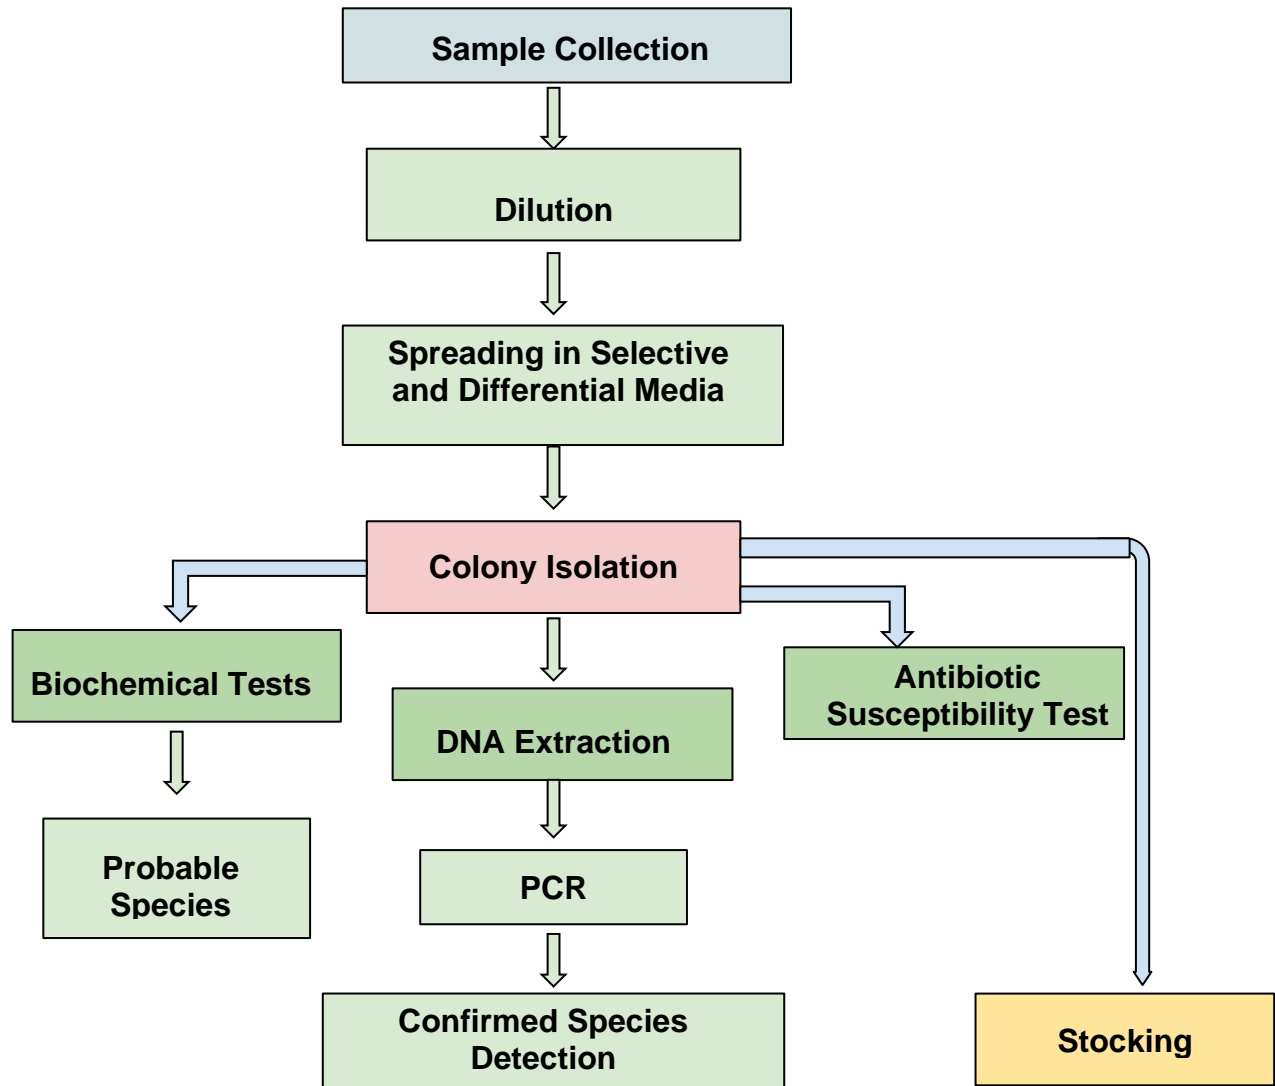 Sample Collection
Dilution
Spreading in Selective
and Differential Media
Colony Isolation
Biochemical Tests
Antibiotic
Susceptibility Test
DNA Extraction
Probable
Species
PCR
Confirmed Species
Detection
Stocking